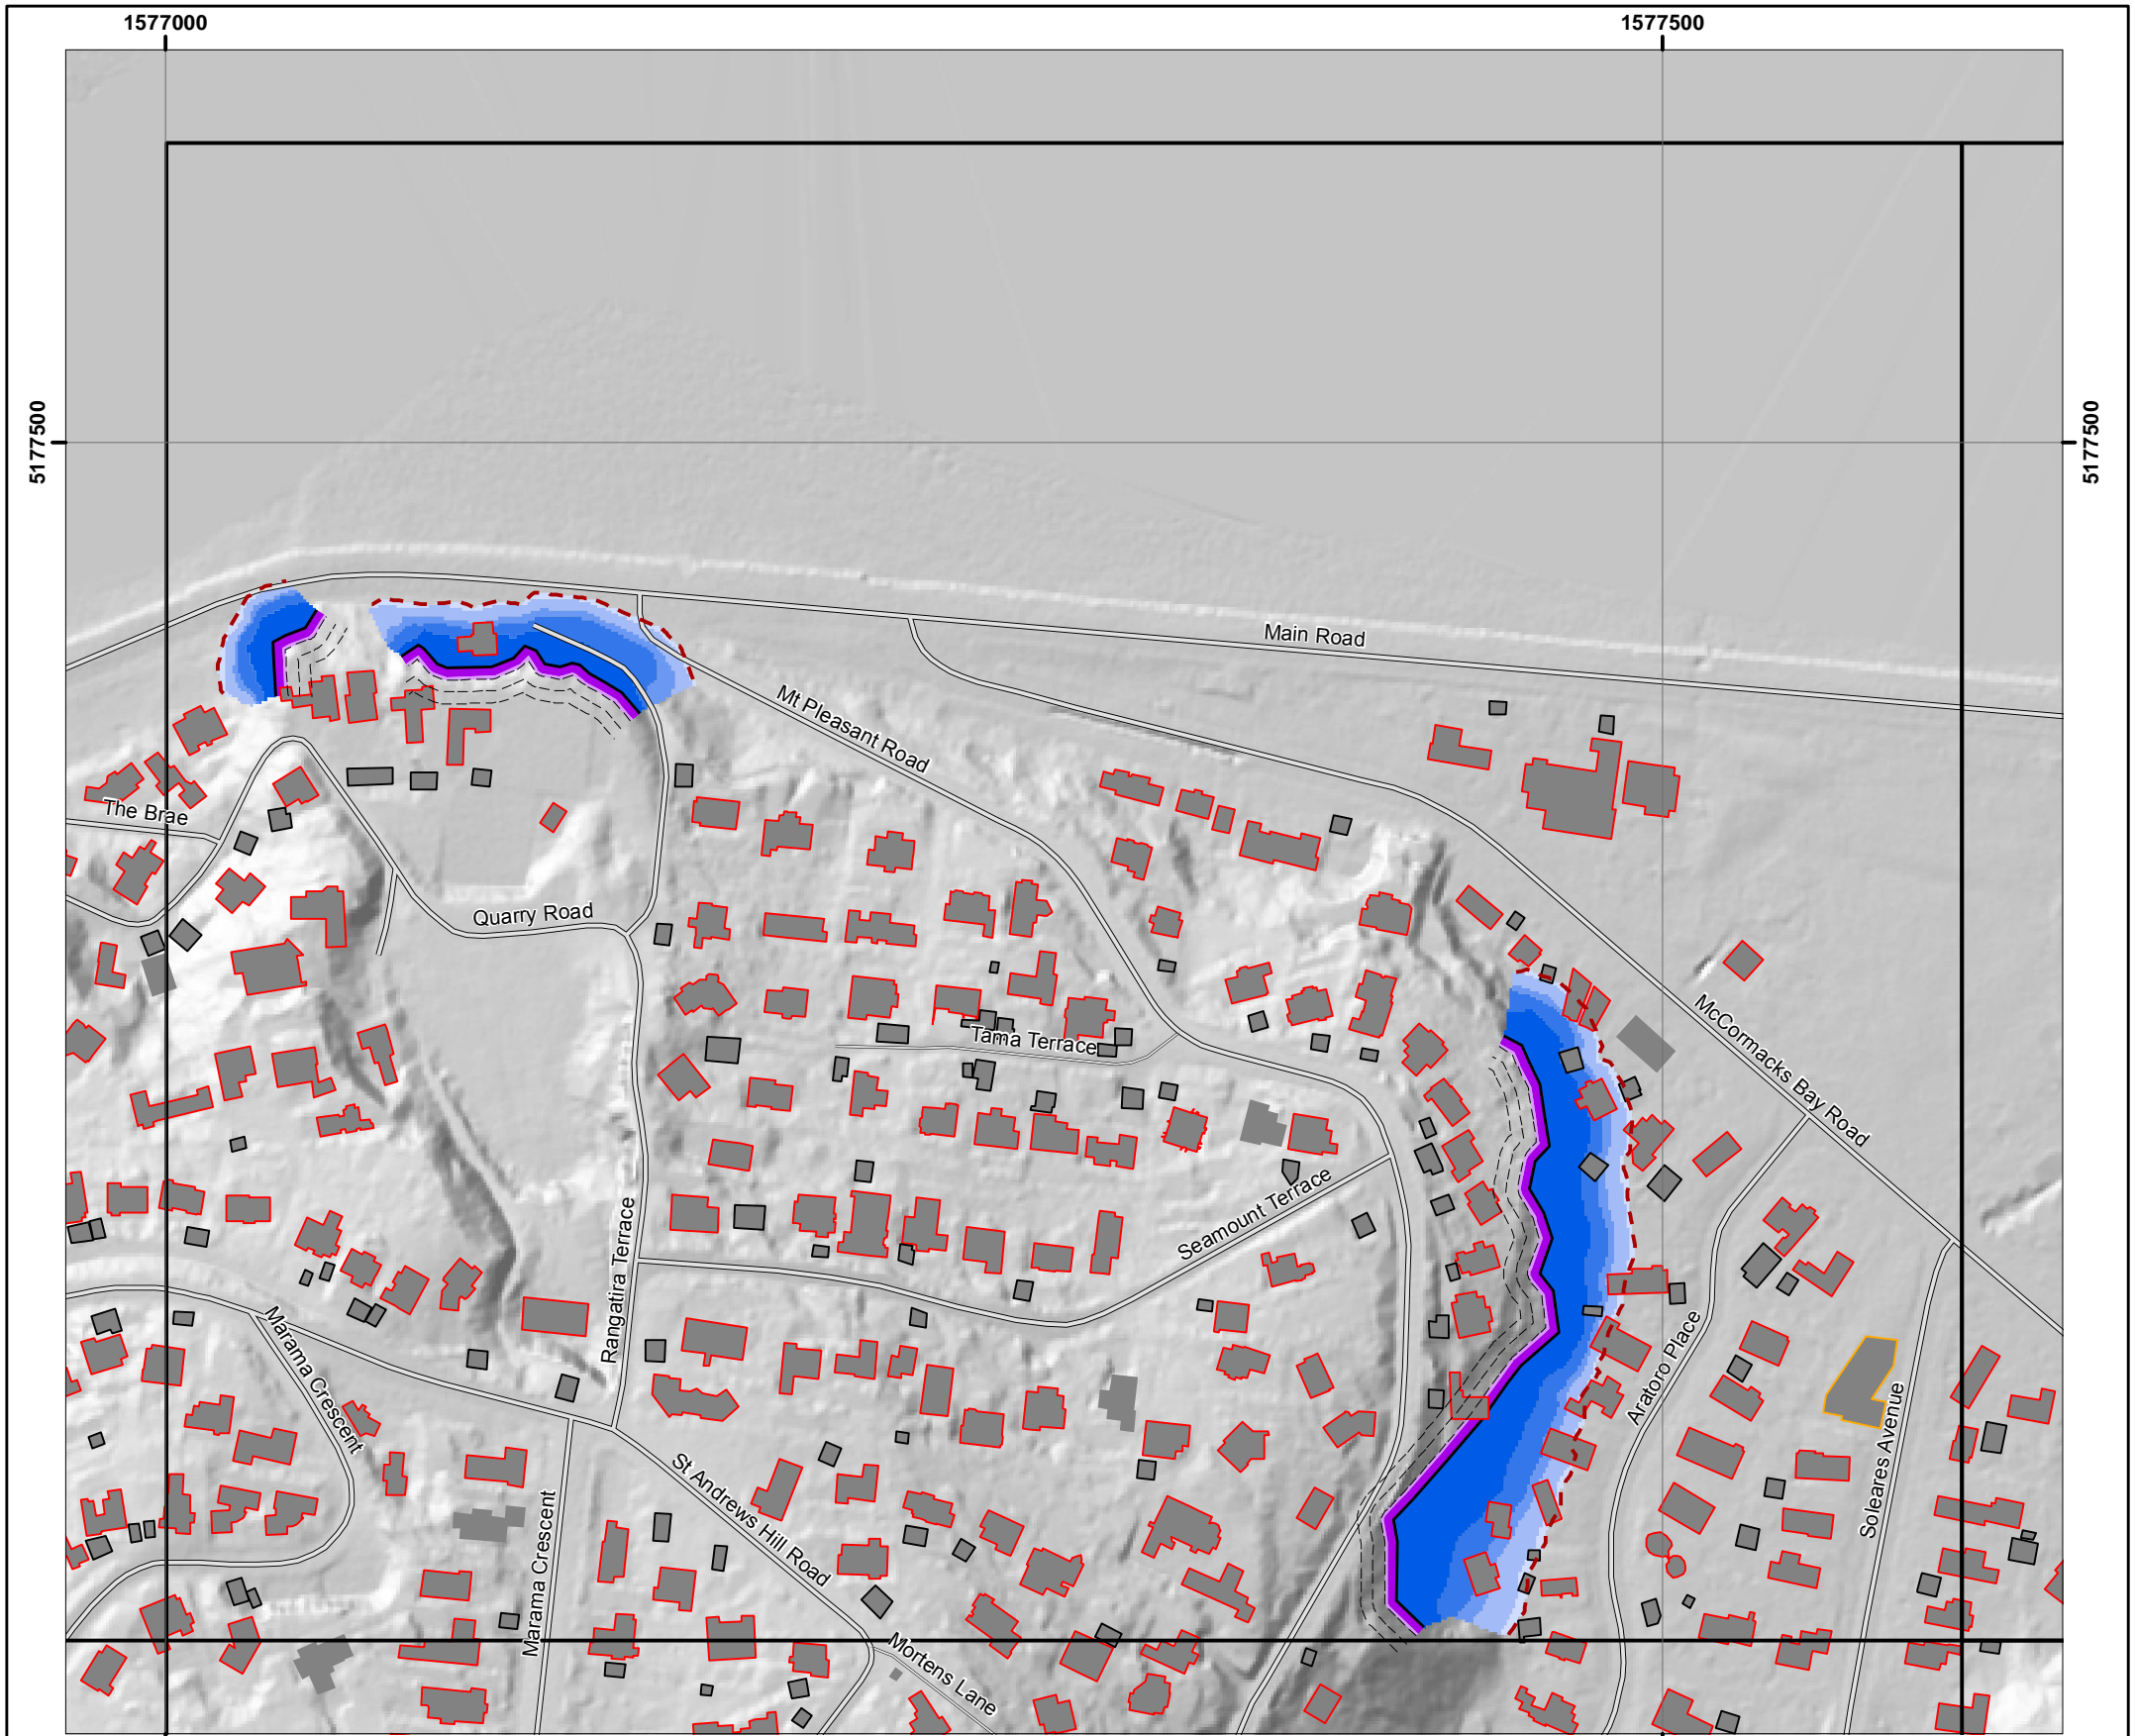 1577000
1577500
5177500
5177500
Main Road
Mt Pleasant Road
The Brae
Quarry Road
Tama Terrace
McCormacks Bay Road
Seamount Terrace
Rangatira Terrace
Marama Crescent
Aratoro Place
Soleares Avenue
St Andrews Hill Road
Marama Crescent
Mortens Lane